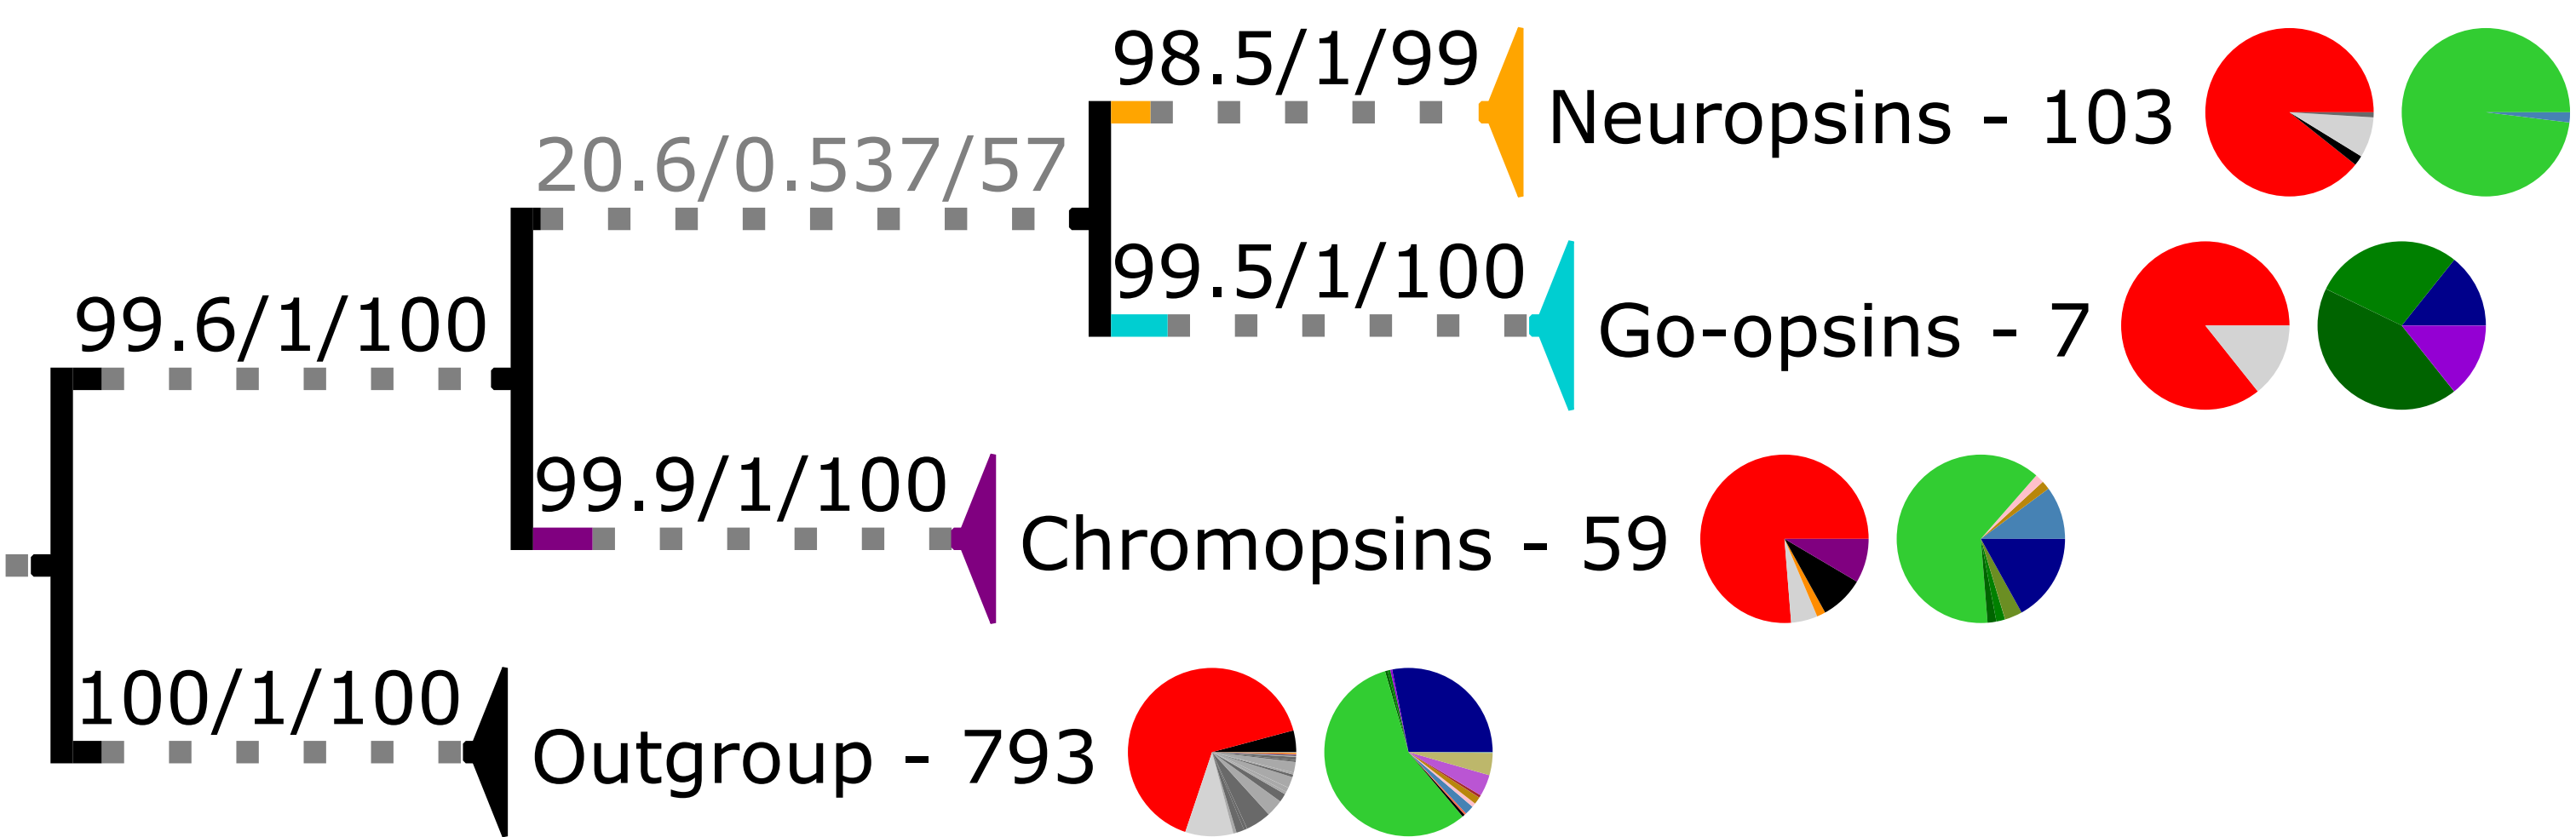 98.5/1/99
Neuropsins - 103
20.6/0.537/57
99.5/1/100
Go-opsins - 7
99.6/1/100
99.9/1/100
Chromopsins - 59
100/1/100
Outgroup - 793